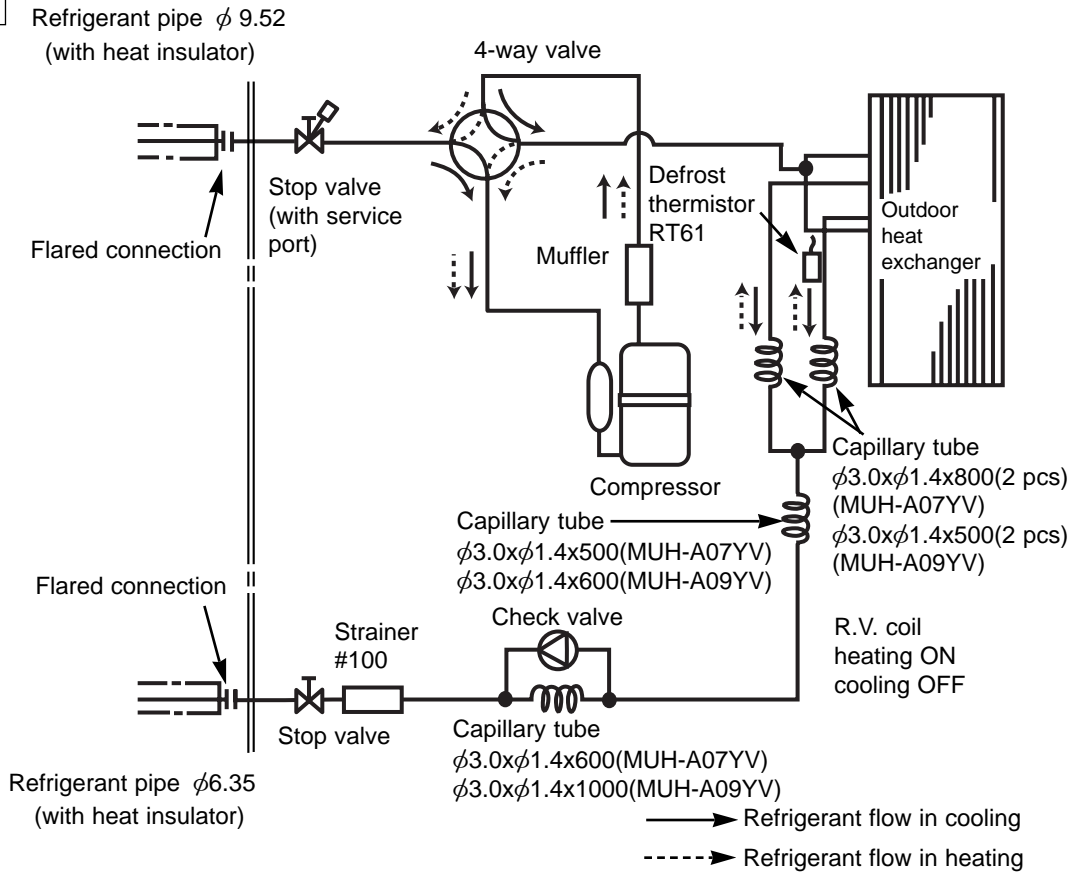 Refrigerant pipe ϕ 9.52
(with heat insulator)
4-way valve
Stop valve
(with service
port)
Flared connection
Defrost
thermistor
RT61
Muffler
Outdoor
heat
exchanger
Compressor
Capillary tube
ϕ3.0xϕ1.4x800(2 pcs)
(MUH-A07YV)
ϕ3.0xϕ1.4x500(2 pcs)
(MUH-A09YV)
Capillary tube
ϕ3.0xϕ1.4x500(MUH-A07YV)
ϕ3.0xϕ1.4x600(MUH-A09YV)
Flared connection
Strainer
#100
Check valve
R.V. coil
heating ON
cooling OFF
Stop valve
Capillary tube
ϕ3.0xϕ1.4x600(MUH-A07YV)
ϕ3.0xϕ1.4x1000(MUH-A09YV)
Refrigerant pipe ϕ6.35
(with heat insulator)
Refrigerant flow in cooling
Refrigerant flow in heating